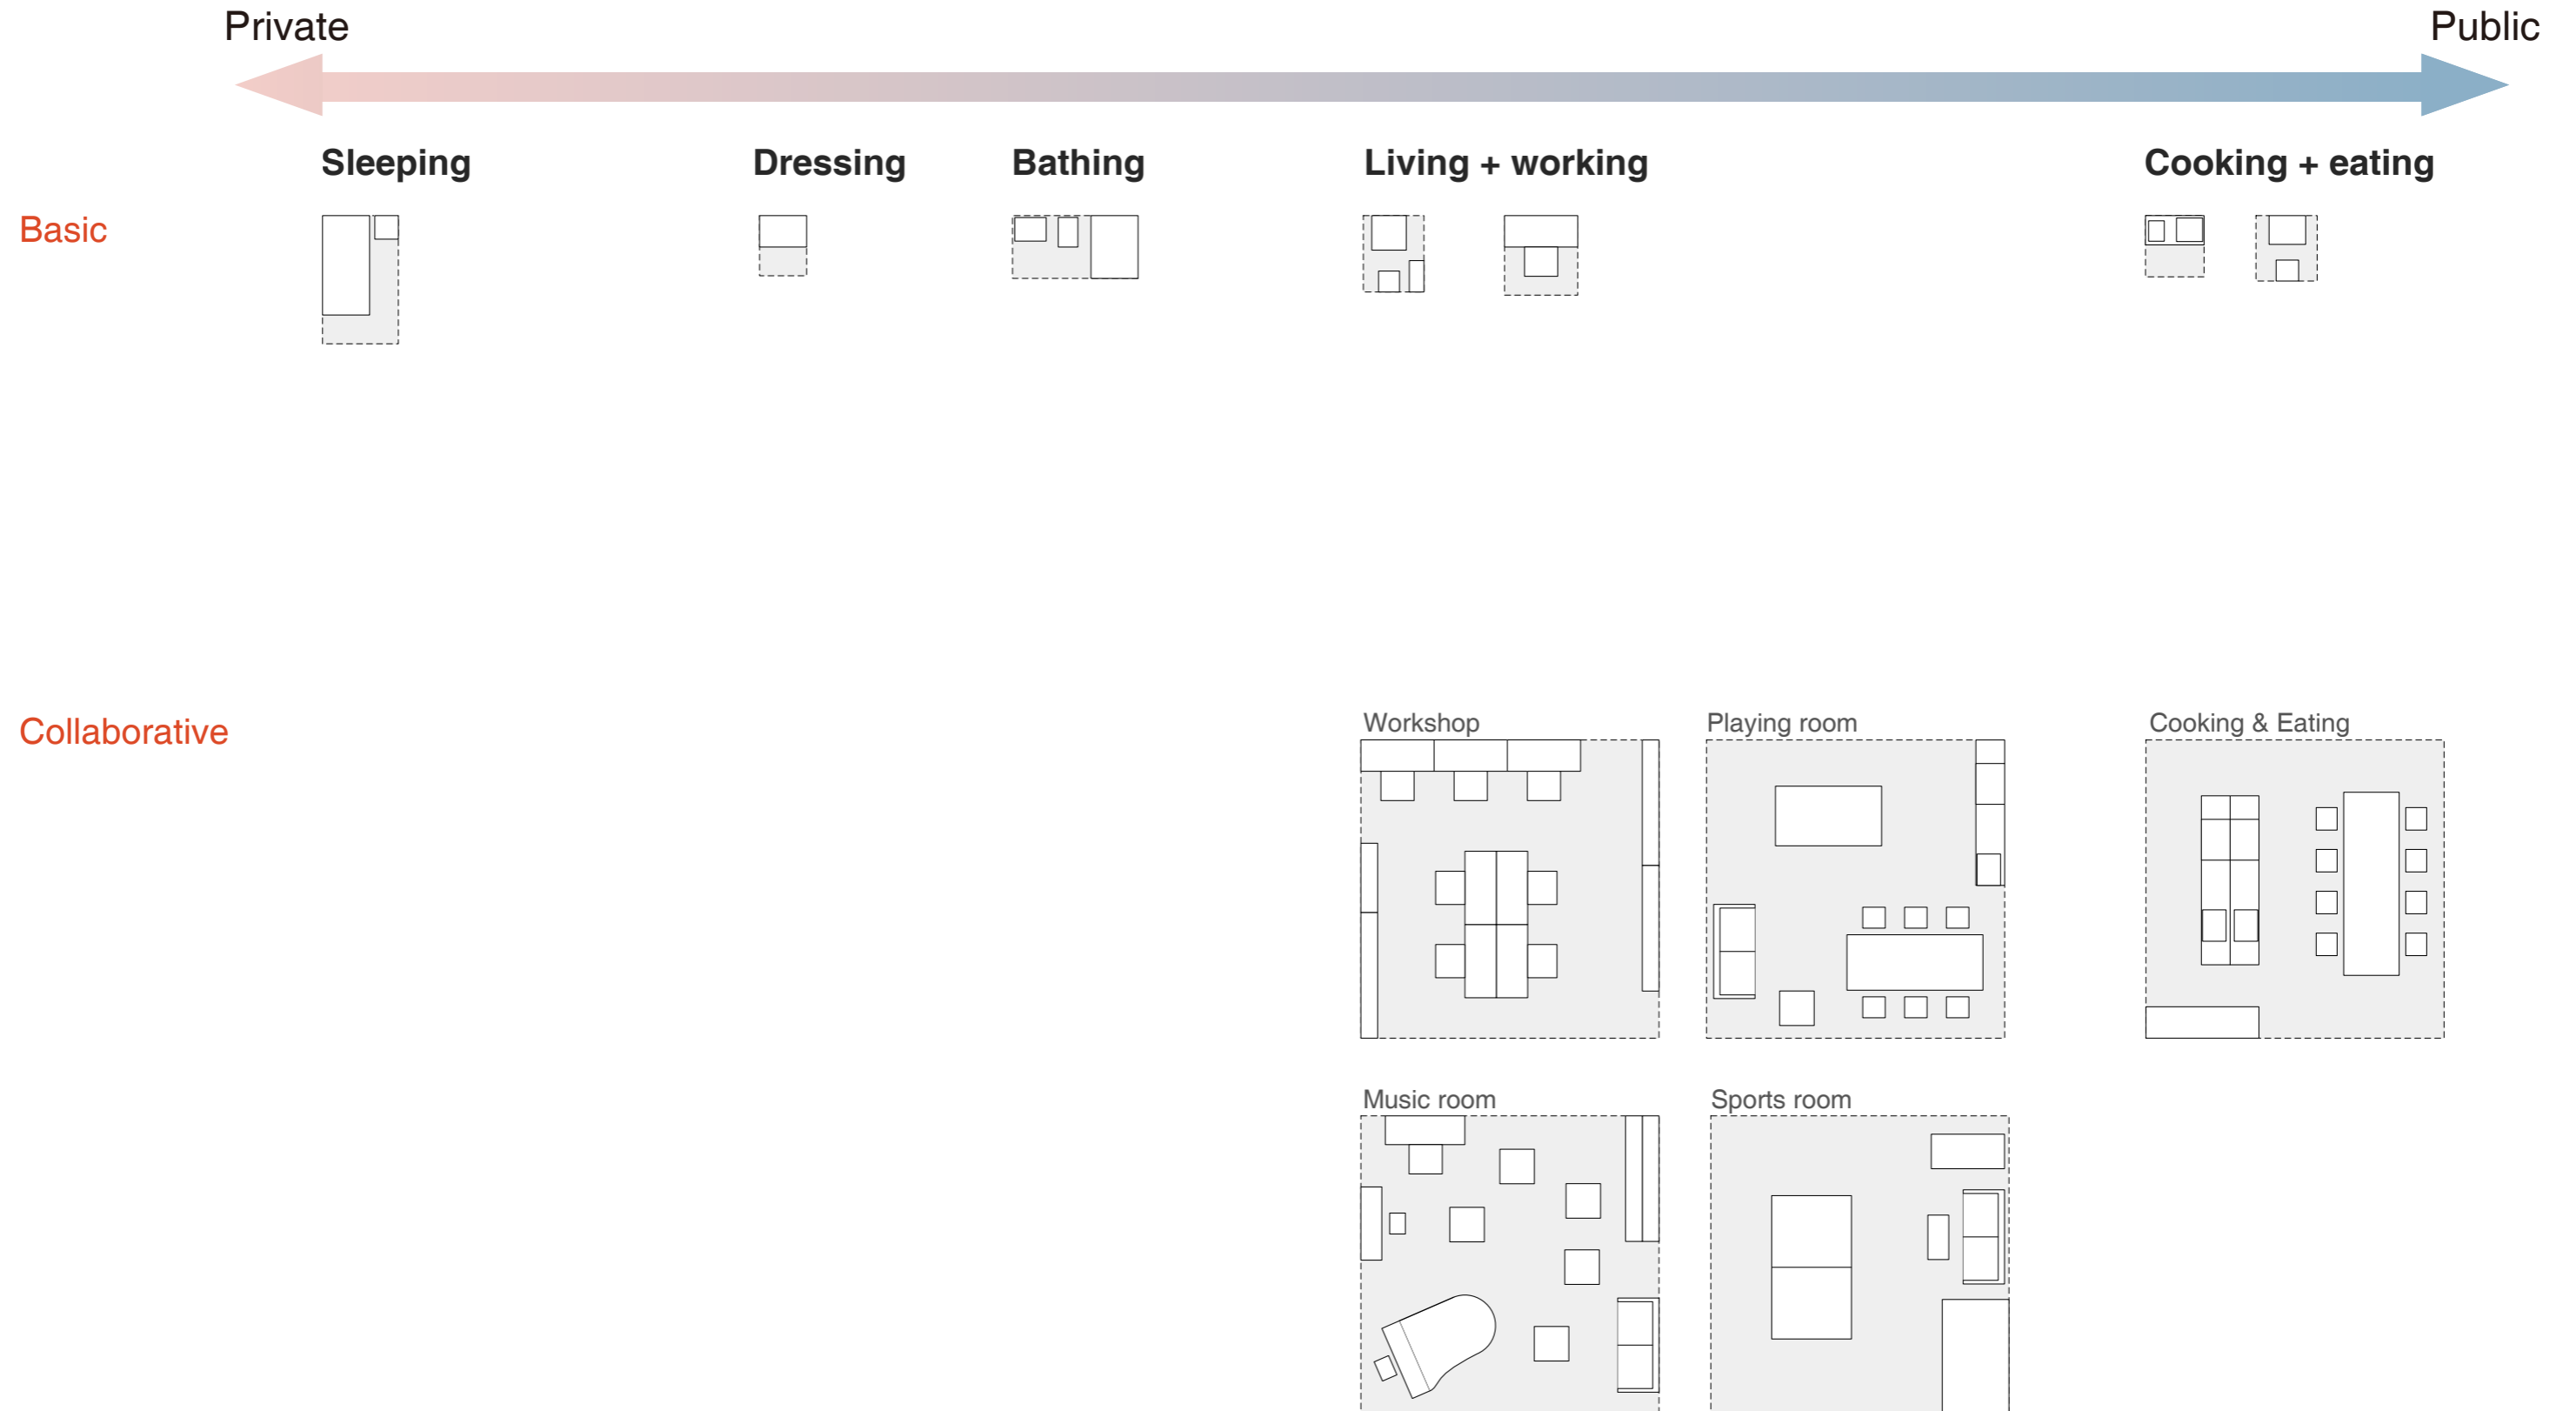 Private
Public
Sleeping
Dressing
Bathing
Living + working
Cooking + eating
Basic
Collaborative
Workshop
Playing room
Cooking & Eating
Music room
Sports room